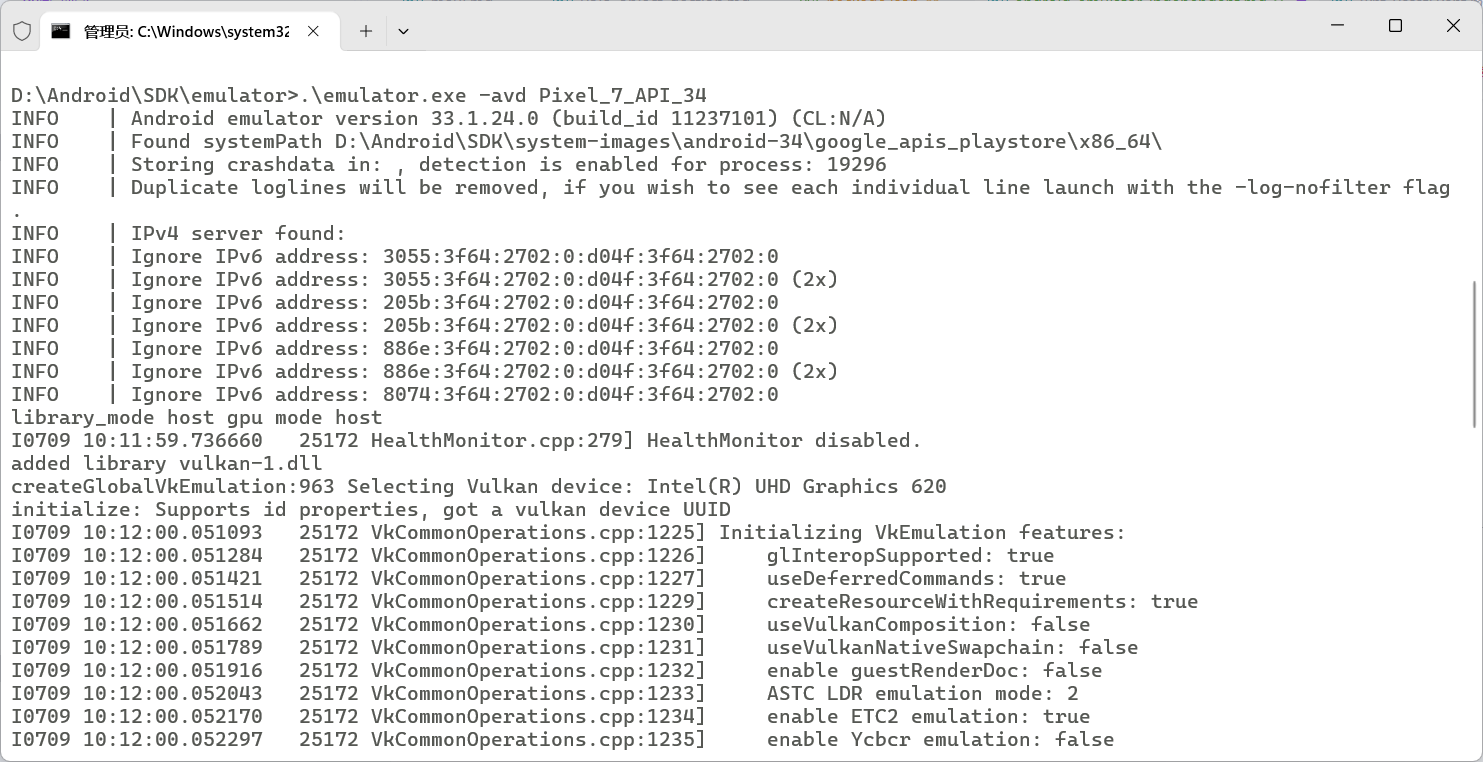 管理员: C:\Windows\system32
D:\Android\SDK\emulator>.\emulator.exe -avd Pixel_7_API_34
INFO    | Android emulator version 33.1.24.0 (build_id 11237101) (CL:N/A)
INFO    | Found systemPath D:\Android\SDK\system-images\android-34\google_apis_playstore\x86_64\
INFO    | Storing crashdata in: , detection is enabled for process: 19296
INFO    | Duplicate loglines will be removed, if you wish to see each individual line launch with the -log-nofilter flag
.
INFO    | IPv4 server found:
INFO    | Ignore IPv6 address: 3055:3f64:2702:0:d04f:3f64:2702:0
INFO    | Ignore IPv6 address: 3055:3f64:2702:0:d04f:3f64:2702:0 (2x)
INFO    | Ignore IPv6 address: 205b:3f64:2702:0:d04f:3f64:2702:0
INFO    | Ignore IPv6 address: 205b:3f64:2702:0:d04f:3f64:2702:0 (2x)
INFO    | Ignore IPv6 address: 886e:3f64:2702:0:d04f:3f64:2702:0
INFO    | Ignore IPv6 address: 886e:3f64:2702:0:d04f:3f64:2702:0 (2x)
INFO    | Ignore IPv6 address: 8074:3f64:2702:0:d04f:3f64:2702:0
library_mode host gpu mode host
I0709 10:11:59.736660   25172 HealthMonitor.cpp:279] HealthMonitor disabled.
added library vulkan-1.dll
createGlobalVkEmulation:963 Selecting Vulkan device: Intel(R) UHD Graphics 620
initialize: Supports id properties, got a vulkan device UUID
I0709 10:12:00.051093   25172 VkCommonOperations.cpp:1225] Initializing VkEmulation features:
I0709 10:12:00.051284   25172 VkCommonOperations.cpp:1226]     glInteropSupported: true
I0709 10:12:00.051421   25172 VkCommonOperations.cpp:1227]     useDeferredCommands: true
I0709 10:12:00.051514   25172 VkCommonOperations.cpp:1229]     createResourceWithRequirements: true
I0709 10:12:00.051662   25172 VkCommonOperations.cpp:1230]     useVulkanComposition: false
I0709 10:12:00.051789   25172 VkCommonOperations.cpp:1231]     useVulkanNativeSwapchain: false
I0709 10:12:00.051916   25172 VkCommonOperations.cpp:1232]     enable guestRenderDoc: false
I0709 10:12:00.052043   25172 VkCommonOperations.cpp:1233]     ASTC LDR emulation mode: 2
I0709 10:12:00.052170   25172 VkCommonOperations.cpp:1234]     enable ETC2 emulation: true
I0709 10:12:00.052297   25172 VkCommonOperations.cpp:1235]     enable Ycbcr emulation: false